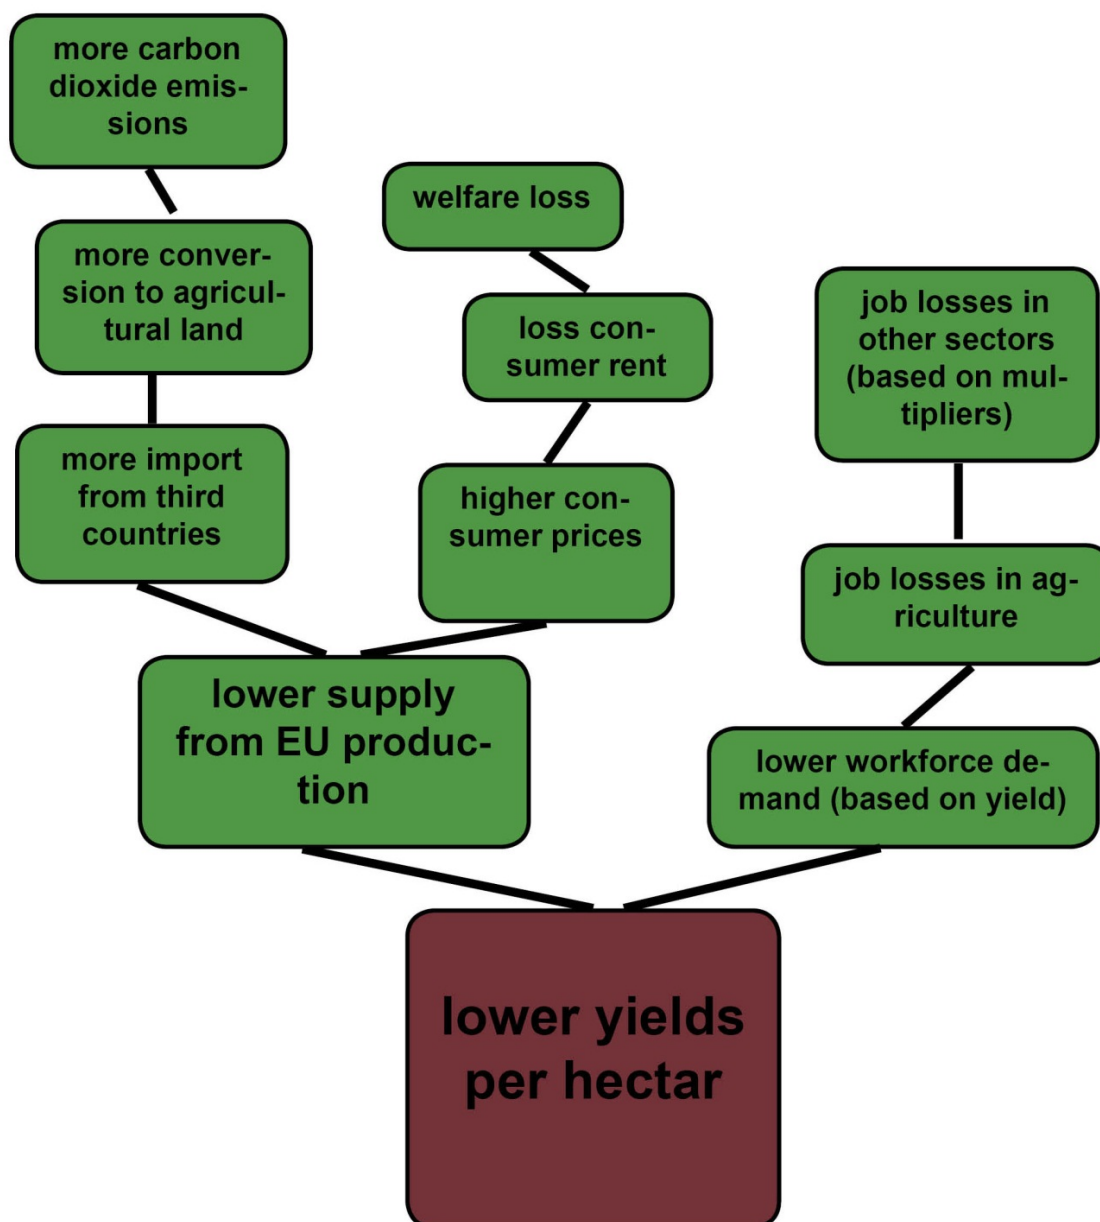 more carbon
dioxide emis-
sions
welfare loss
more conver-
sion to agricul-
tural land
loss con-
sumer rent
job losses in
other sectors
(based on mul-
tipliers)
more import
from third
countries
higher con-
sumer prices
job losses in ag-
riculture
lower supply
from EU produc-
tion
lower workforce de-
mand (based on yield)
lower yields
per hectar